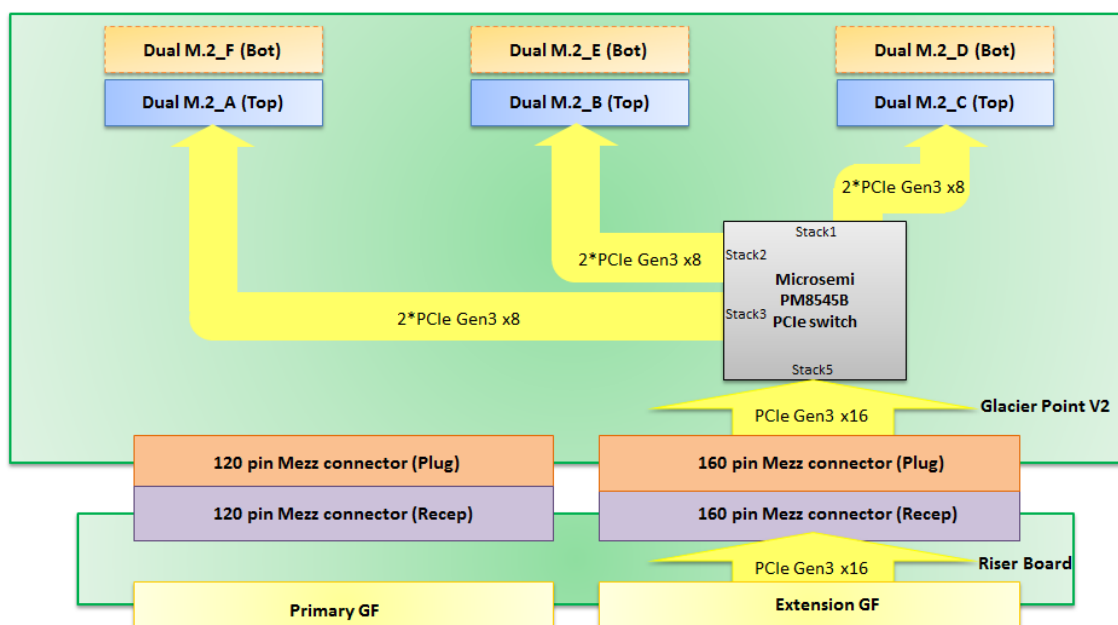 Dual M.2_F (Bot)
Dual M.2_E (Bot)
Dual M.2_D (Bot)
Dual M.2_A (Top)
Dual M.2_B (Top)
Dual M.2_C (Top)
2*PCIe Gen3 x8
Stack1
Stack2
2*PCIe Gen3 x8
Microsemi
PM8545B
PCIe switch
Stack3
2*PCIe Gen3 x8
Stack5
PCIe Gen3 x16
Glacier Point V2
120 pin Mezz connector (Plug)
160 pin Mezz connector (Plug)
120 pin Mezz connector (Recep)
160 pin Mezz connector (Recep)
PCIe Gen3 x16
Riser Board
Primary GF
Extension GF